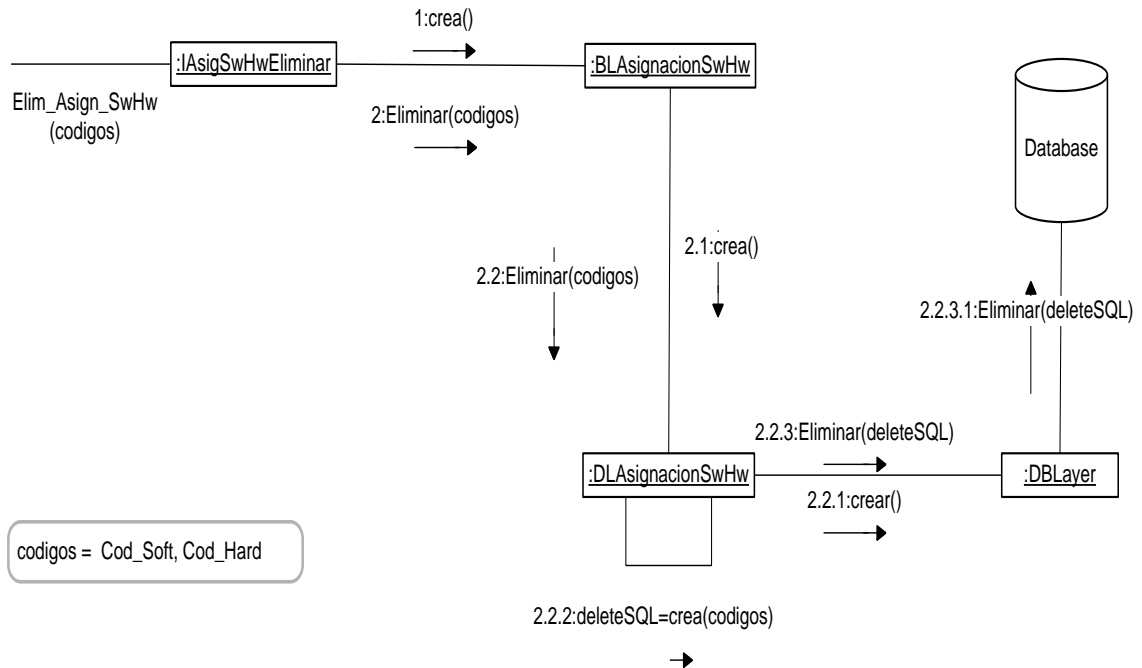 1:crea()
:IAsigSwHwEliminar
:BLAsignacionSwHw
Elim_Asign_SwHw
(codigos)
2:Eliminar(codigos)
Database
2.1:crea()
2.2:Eliminar(codigos)
2.2.3.1:Eliminar(deleteSQL)
2.2.3:Eliminar(deleteSQL)
:DLAsignacionSwHw
:DBLayer
2.2.1:crear()
codigos = Cod_Soft, Cod_Hard
2.2.2:deleteSQL=crea(codigos)